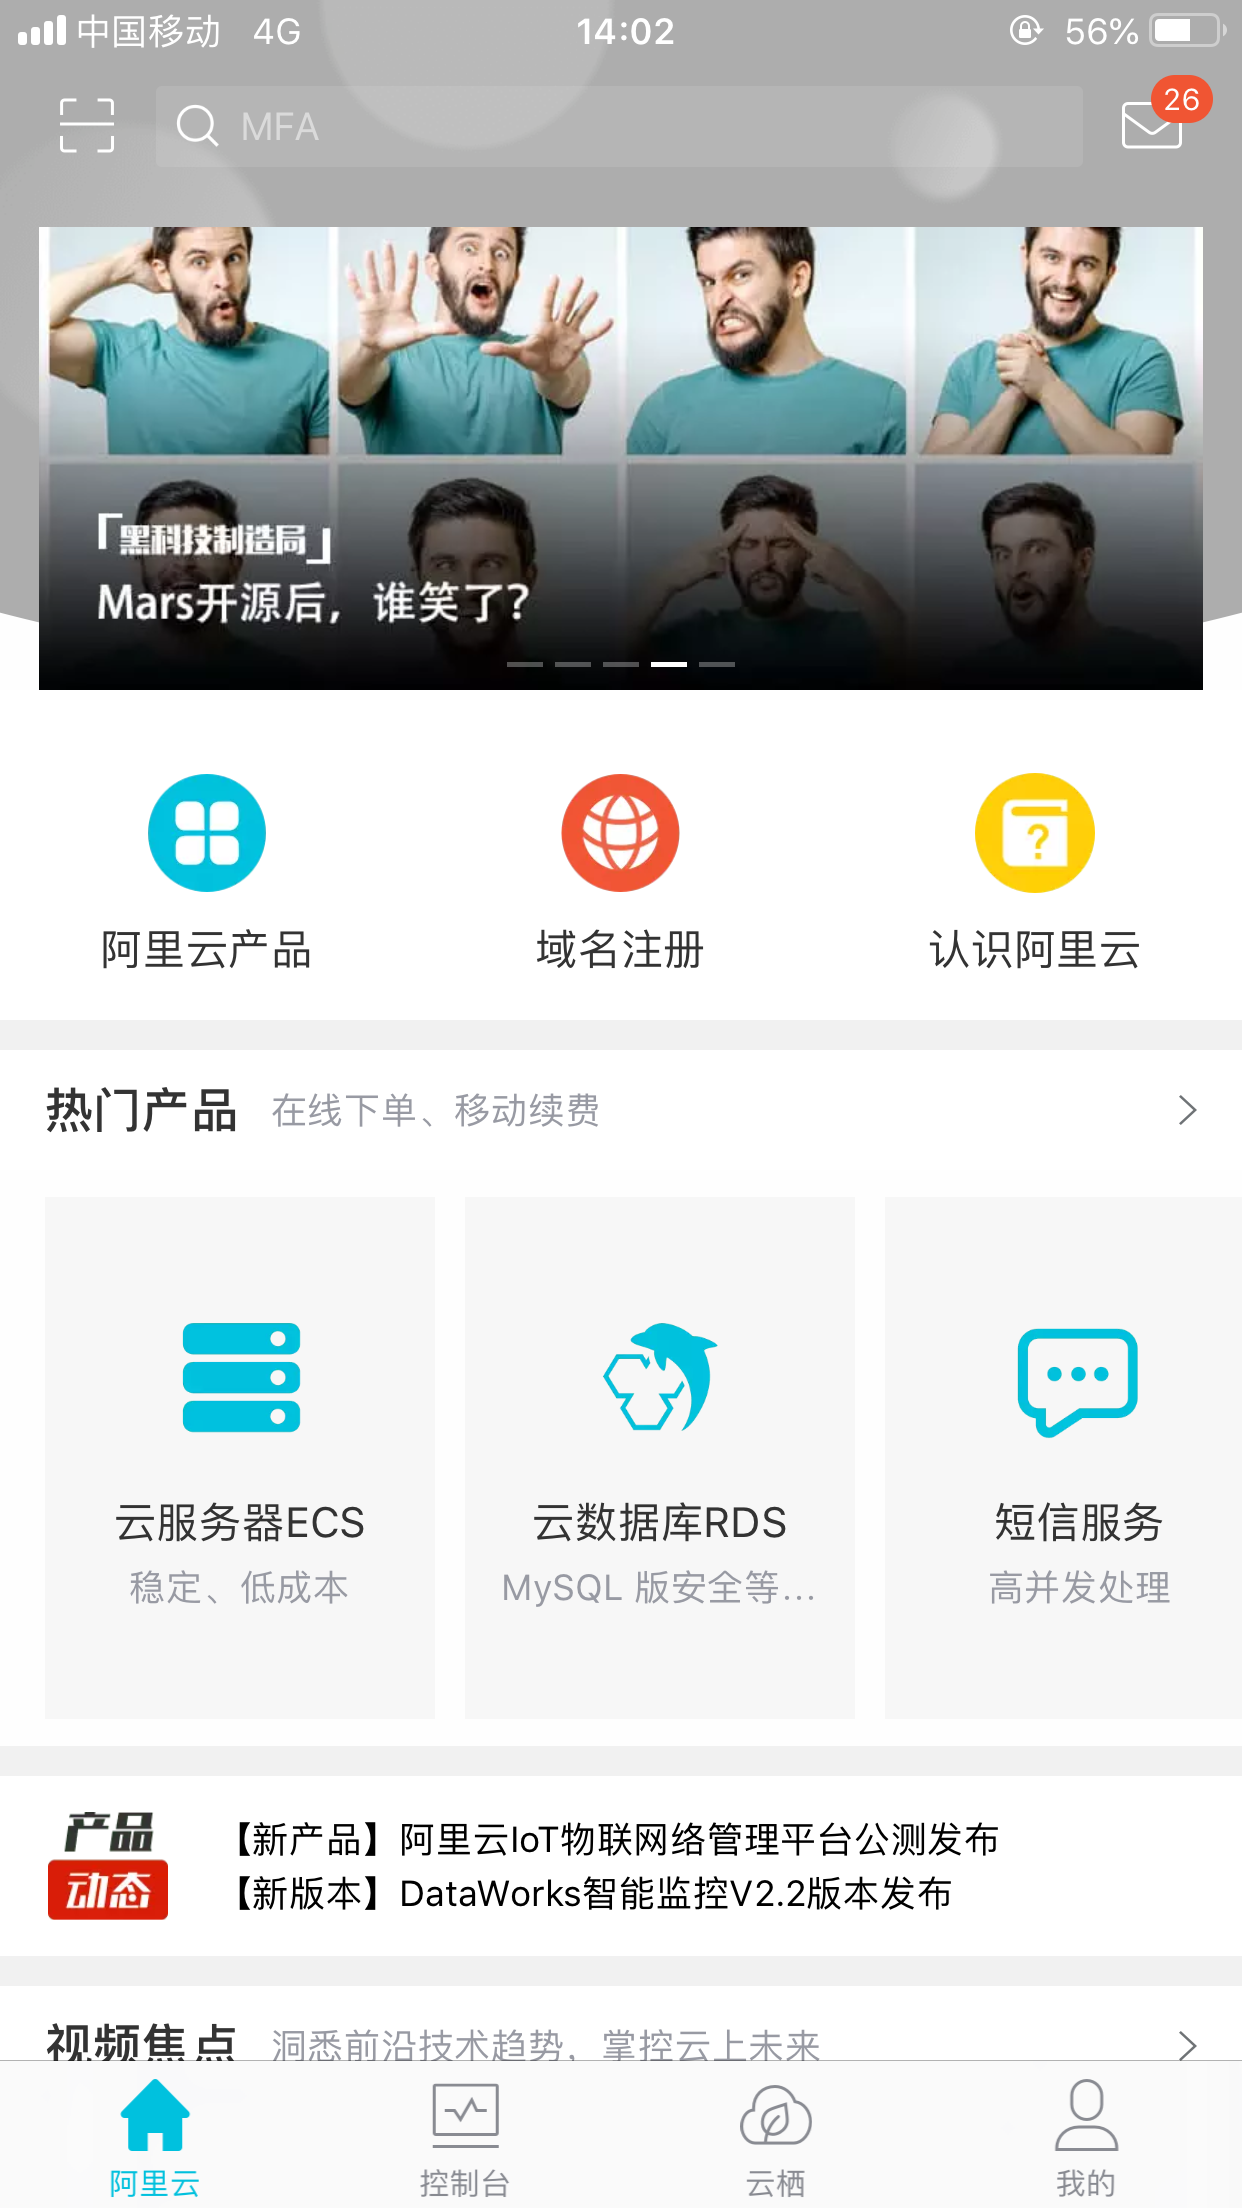 中国移动 4G 14:02 56%
MFA 26
「黑科技制造局」
Mars开源后，谁笑了?
阿里云产品 域名注册 认识阿里云
热门产品 在线下单、移动续费
云服务器ECS 云数据库RDS 短信服务
稳定、低成本 MySQL 版安全等... 高并发处理
产品
动态
【新产品】阿里云IoT物联网络管理平台公测发布
【新版本】DataWorks智能监控V2.2版本发布
视频焦点 洞悉前沿技术趋势，掌控云上未来
阿里云 控制台 云栖 我的